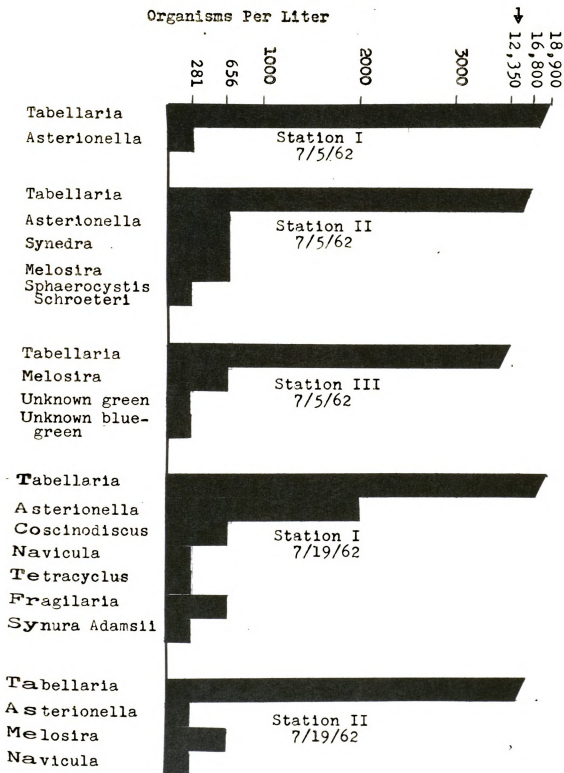 Organisms Per Liter
281
656
1000
2000
3000
12,350
16,800
18,900
Tabellaria
Asterionella
Station I
7/5/62
Tabellaria
Asterionella
Synedra
Melosira
Sphaerocystis
Schroeteri
Station II
7/5/62
Tabellaria
Melosira
Unknown green
Unknown blue-
green
Station III
7/5/62
Tabellaria
Asterionella
Coscinodiscus
Navicula
Tetracyclus
Fragilaria
Synura Adamsii
Station I
7/19/62
Tabellaria
Asterionella
Melosira
Navicula
Station II
7/19/62